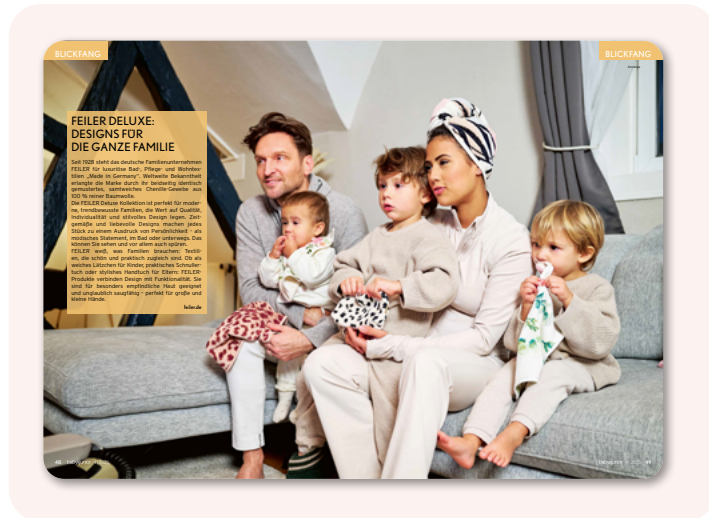 BLICKFANG
BLICKFANG
FEILER DELUXE:
DESIGNS FÜR
DIE GANZE FAMILIE
Seit 1928 steht das deutsche Familienunternehmen
FEILER für luxuriöse Bad-, Pflege- und Wohntex-
tilien „Made in Germany“. Weltweite Bekanntheit
erlangte die Marke durch ihr beidseitig identisch
gemustertes, samtweiches Chenille-Gewebe aus
100 % reiner Baumwolle.
Die FEILER Deluxe Kollektion ist perfekt für moder-
ne, trendbewusste Familien, die Wert auf Qualität,
Individualität und stilvolles Design legen. Zeit-
gemäße und liebevolle Designs machen jedes
Stück zu einem Ausdruck von Persönlichkeit - als
modisches Statement, im Bad oder unterwegs. Das
können Sie sehen und vor allem auch spüren.
FEILER weiß, was Familien brauchen: Textili-
en, die schön und praktisch zugleich sind. Ob als
weiches Lätzchen für Kinder, praktisches Schnuller-
tuch oder stylisches Handtuch für Eltern: FEILER-
Produkte verbinden Design mit Funktionalität. Sie
sind für besonders empfindliche Haut geeignet
und unglaublich saugfähig - perfekt für große und
kleine Hände.
feiler.de
48
49